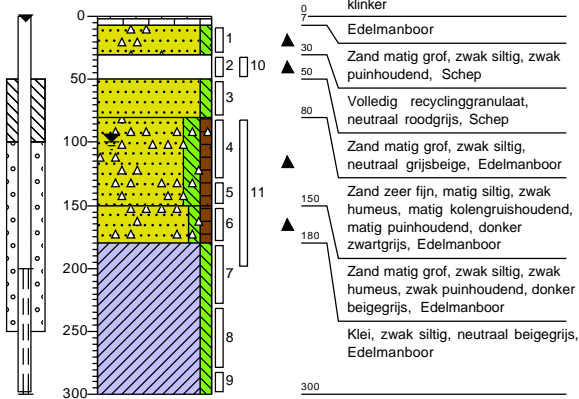 klinker
0
7
Edelmanboor
30
Zand matig grof, zwak siltig, zwak
puinhoudend, Schep
50
Volledig recyclinggranulaat,
neutraal roodgrijs, Schep
80
Zand matig grof, zwak siltig,
neutraal grijsbeige, Edelmanboor
150
Zand zeer fijn, matig siltig, zwak
humeus, matig kolengruishoudend,
matig puinhoudend, donker
zwartgrijs, Edelmanboor
180
Zand matig grof, zwak siltig, zwak
humeus, zwak puinhoudend, donker
beigegrijs, Edelmanboor
Klei, zwak siltig, neutraal beigegrijs,
Edelmanboor
300
0
50
100
150
200
250
300
1
2
10
3
4
11
5
6
7
8
9